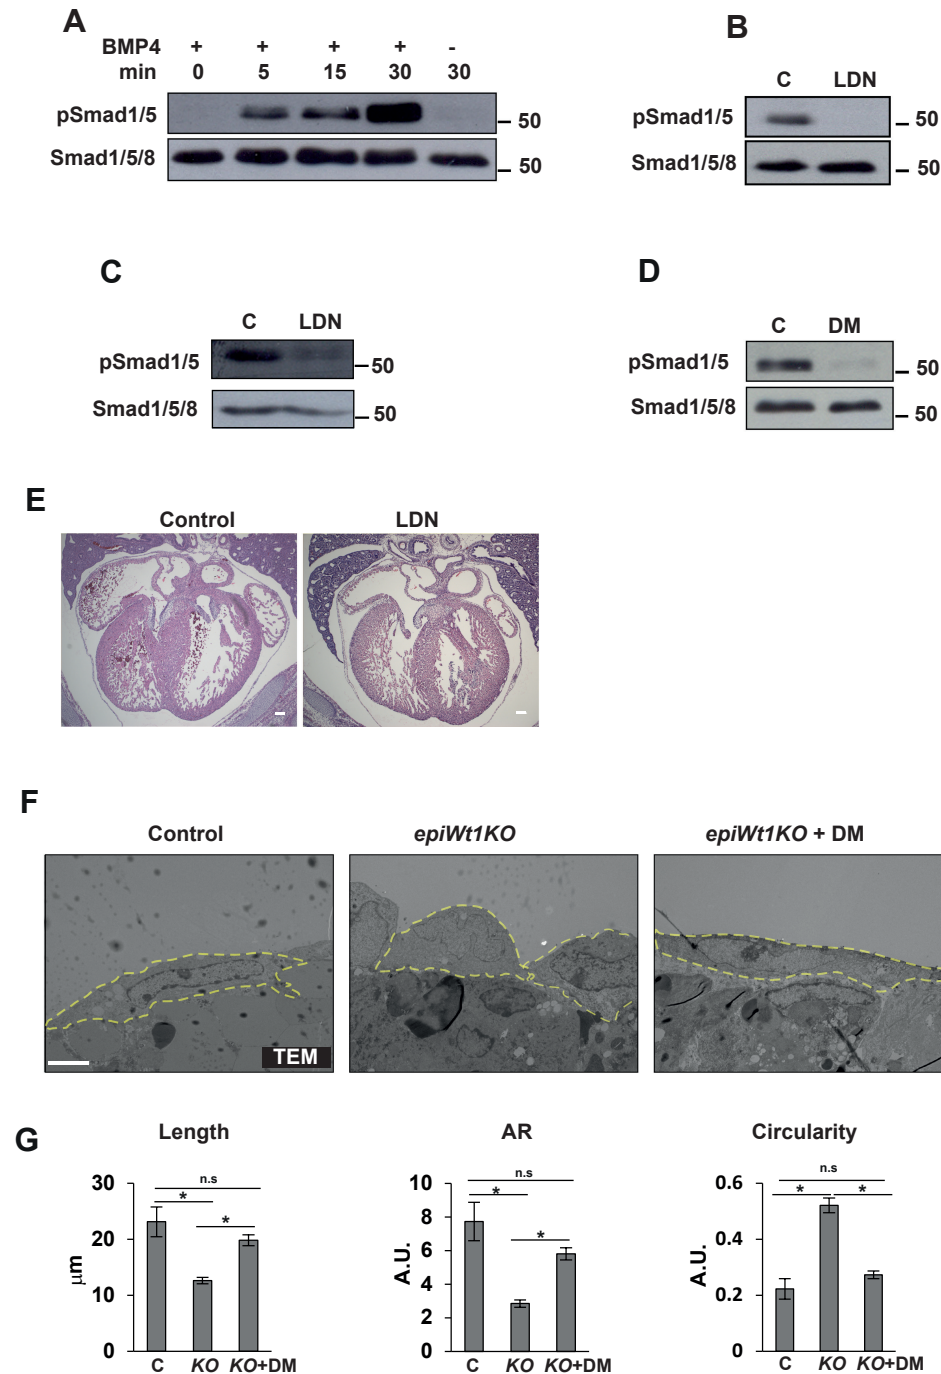 A
BMP4 + + + + -
min 0 5 15 30 30
pSmad1/5
50
Smad1/5/8
50
B
C LDN
pSmad1/5
50
Smad1/5/8
50
C
C LDN
pSmad1/5
50
Smad1/5/8
50
D
C DM
pSmad1/5
50
Smad1/5/8
50
E
Control LDN
F
Control epiWt1KO epiWt1KO + DM
TEM
G
Length
n.s
*
*
30
20
10
0
µm
C KO KO+DM
AR
n.s
*
*
10
8
6
4
2
0
A.U.
C KO KO+DM
Circularity
n.s
* *
0.6
0.4
0.2
0
A.U.
C KO KO+DM